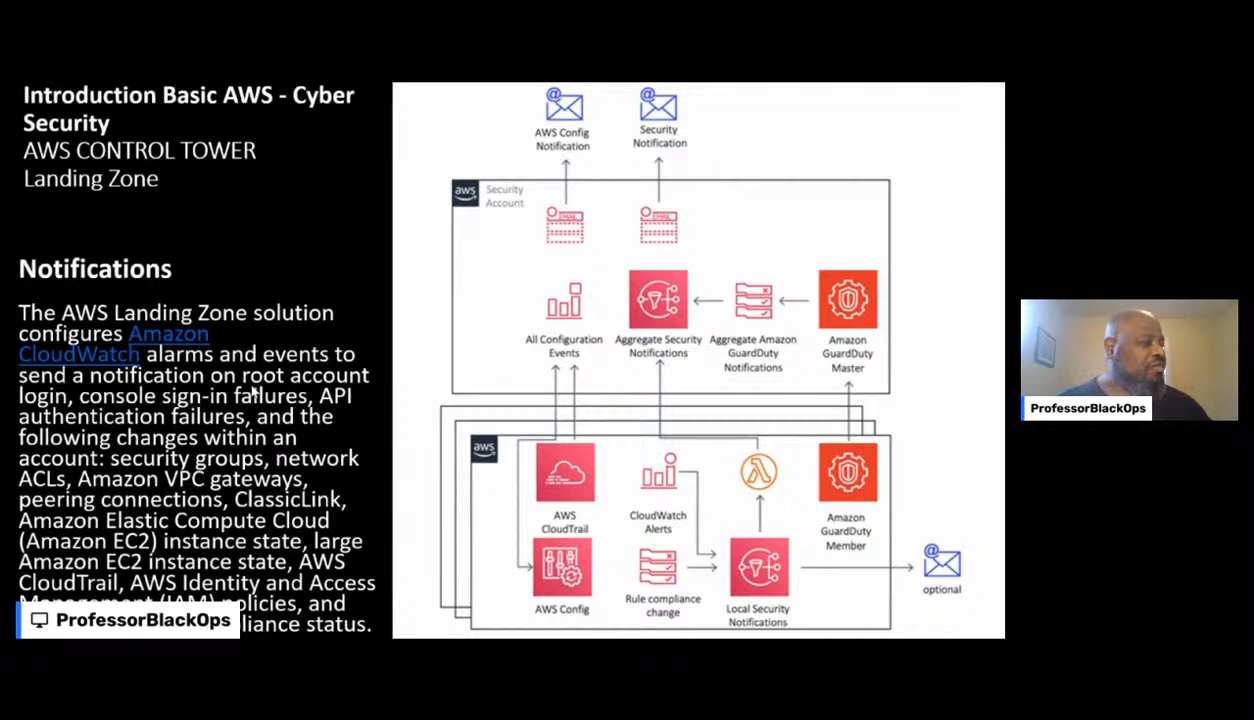 Introduction Basic AWS - Cyber
Security
AWS CONTROL TOWER
Landing Zone
Notifications
The AWS Landing Zone solution
configures Amazon
CloudWatch alarms and events to
send a notification on root account
login, console sign-in failures, API
authentication failures, and the
following changes within an
account: security groups, network
ACLs, Amazon VPC gateways,
peering connections, ClassicLink,
Amazon Elastic Compute Cloud
(Amazon EC2) instance state, large
Amazon EC2 instance state, AWS
CloudTrail, AWS Identity and Access
Management (IAM) policies, and
liance status.
ProfessorBlackOps
AWS Config
Notification
Security
Notification
aws
Security
Account
EMAIL
EMAIL
All Configuration
Events
Aggregate Security
Notifications
Aggregate Amazon
GuardDuty
Notifications
Amazon
GuardDuty
Master
aws
AWS
CloudTrail
CloudWatch
Alerts
Amazon
GuardDuty
Member
AWS Config
Rule compliance
change
Local Security
Notifications
optional
ProfessorBlackOps